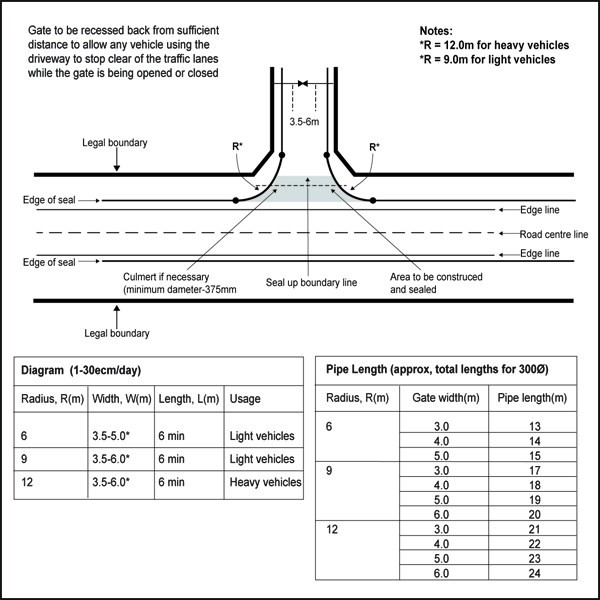 Gate to be recessed back from sufficient
distance to allow any vehicle using the
driveway to stop clear of the traffic lanes
while the gate is being opened or closed
Notes:
*R = 12.0m for heavy vehicles
*R = 9.0m for light vehicles
3.5-6m
Legal boundary
R*
R*
Edge of seal
Edge line
Road centre line
Edge line
Edge of seal
Culmert if necessary
(minimum diameter-375mm
Seal up boundary line
Area to be construced
and sealed
Legal boundary
Diagram (1-30ecm/day)
Radius, R(m) Width, W(m) Length, L(m) Usage
6 3.5-5.0* 6 min Light vehicles
9 3.5-6.0* 6 min Light vehicles
12 3.5-6.0* 6 min Heavy vehicles
Pipe Length (approx, total lengths for 300Ø)
Radius, R(m) Gate width(m) Pipe length(m)
6 3.0 13
4.0 14
5.0 15
9 3.0 17
4.0 18
5.0 19
6.0 20
12 3.0 21
4.0 22
5.0 23
6.0 24